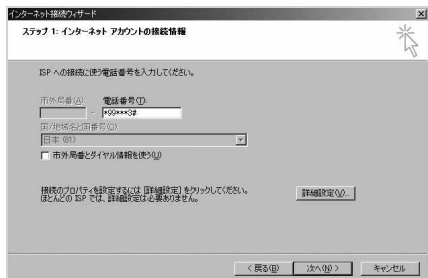 インターネット接続ウィザード
ステップ 1: インターネット アカウントの接続情報
ISP への接続に使う電話番号を入力してください。
市外局番(A): 電話番号(T):
- *99***3#
国/地域名と国番号(C):
日本 (81)
市外局番とダイヤル情報を使う(U)
接続のプロパティを設定するには [詳細設定] をクリックしてください。
ほとんどの ISP では、詳細設定は必要ありません。
詳細設定(V)...
< 戻る(B) 次へ(N) > キャンセル